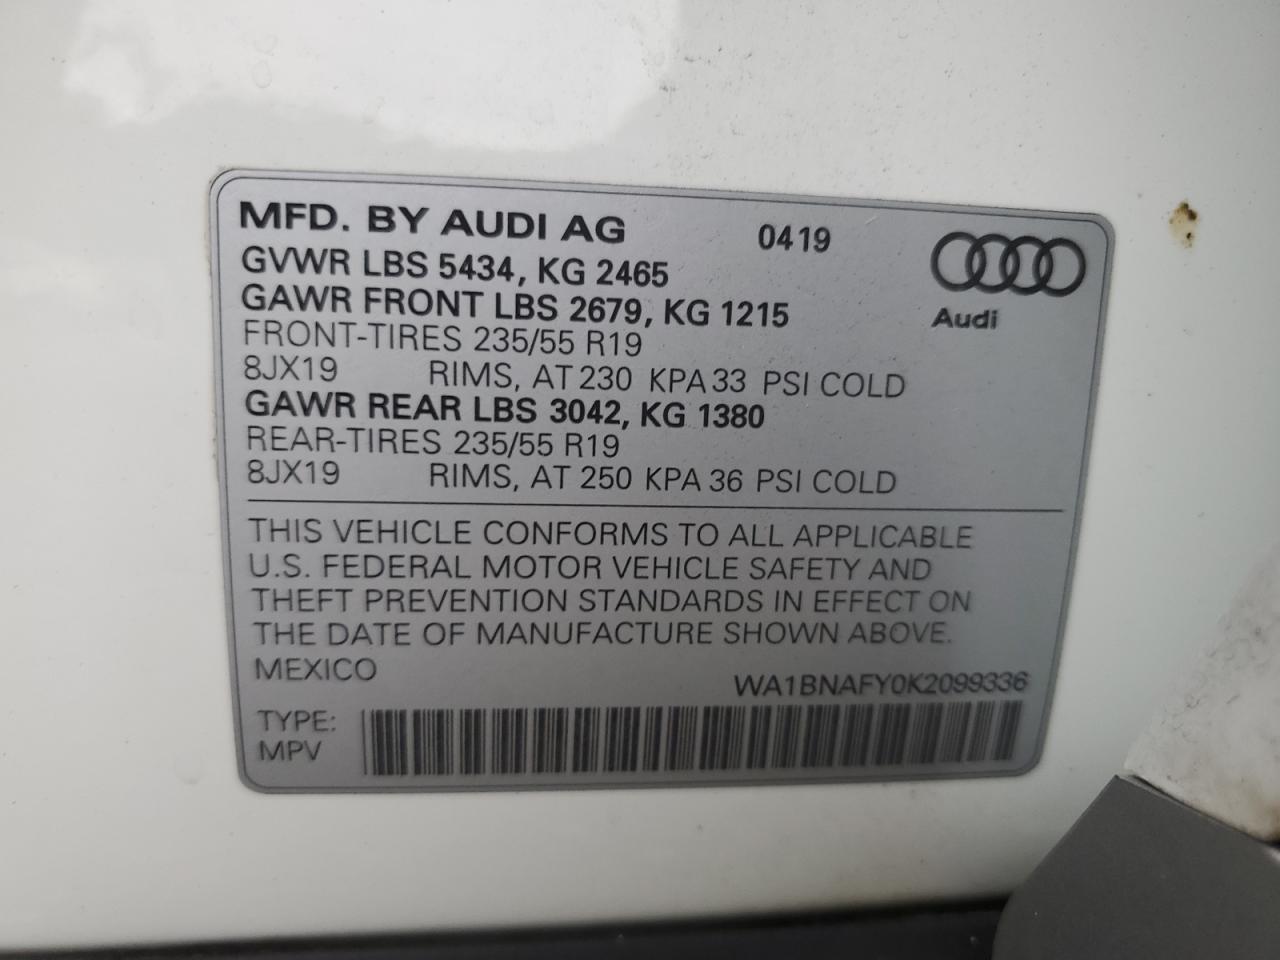 MFD. BY AUDI AG 0419
GVWR LBS 5434, KG 2465
GAWR FRONT LBS 2679, KG 1215
Audi
FRONT-TIRES 235/55 R19
8JX19 RIMS, AT 230 KPA 33 PSI COLD
GAWR REAR LBS 3042, KG 1380
REAR-TIRES 235/55 R19
8JX19 RIMS, AT 250 KPA 36 PSI COLD
THIS VEHICLE CONFORMS TO ALL APPLICABLE
U.S. FEDERAL MOTOR VEHICLE SAFETY AND
THEFT PREVENTION STANDARDS IN EFFECT ON
THE DATE OF MANUFACTURE SHOWN ABOVE.
MEXICO WA1BNAFY0K2099336
TYPE:
MPV